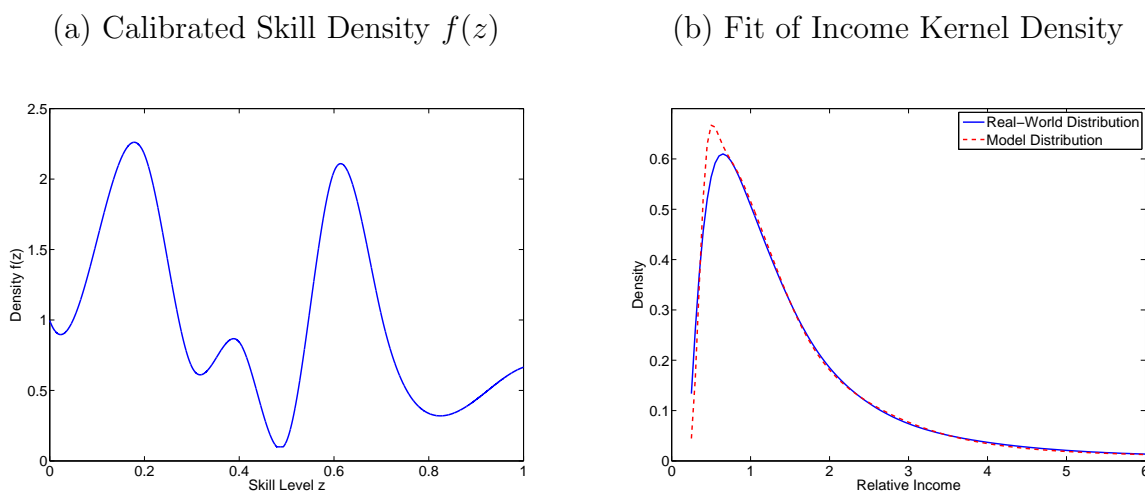 (a) Calibrated Skill Density f(z)
2.5
2
1.5
1
0.5
0
Density f(z)
0 0.2 0.4 0.6 0.8 1
Skill Level z
(b) Fit of Income Kernel Density
Real-World Distribution
Model Distribution
0.6
0.5
0.4
0.3
0.2
0.1
0
Density
0 1 2 3 4 5 6
Relative Income